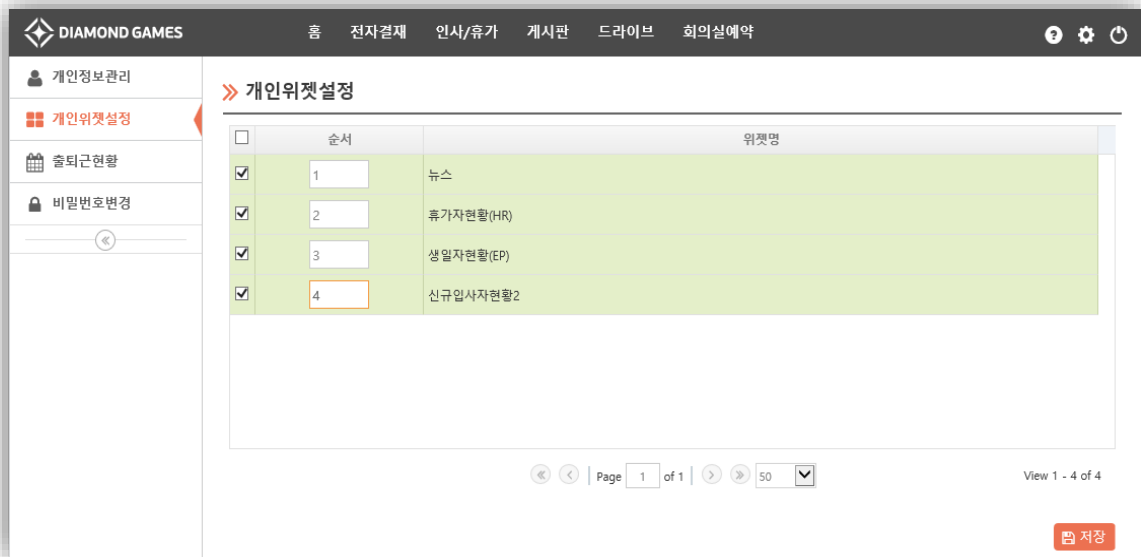 DIAMOND GAMES 홈 전자결재 인사/휴가 게시판 드라이브 회의실예약
개인정보관리
개인위젯설정
출퇴근현황
비밀번호변경
개인위젯설정
순서 위젯명
1 뉴스
2 휴가자현황(HR)
3 생일자현황(EP)
4 신규입사자현황2
Page 1 of 1 50 View 1 - 4 of 4
저장